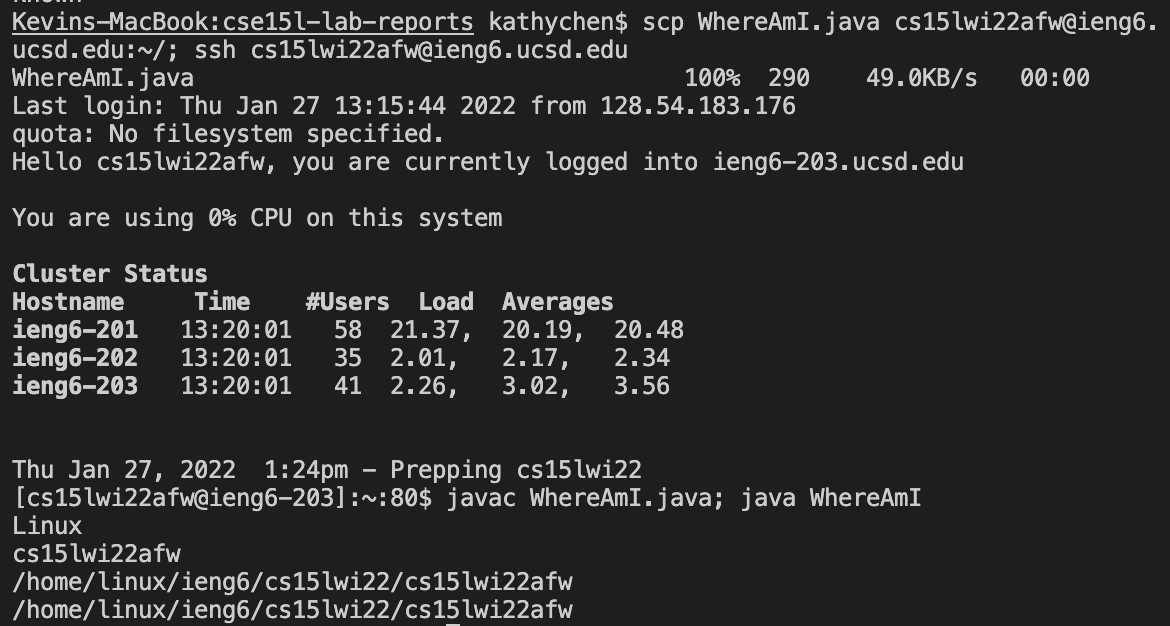 Kevins-MacBook:cse15l-lab-reports kathychen$ scp WhereAmI.java cs15lwi22afw@ieng6.
ucsd.edu:~/; ssh cs15lwi22afw@ieng6.ucsd.edu
WhereAmI.java                                   100%  290    49.0KB/s   00:00
Last login: Thu Jan 27 13:15:44 2022 from 128.54.183.176
quota: No filesystem specified.
Hello cs15lwi22afw, you are currently logged into ieng6-203.ucsd.edu

You are using 0% CPU on this system

Cluster Status
Hostname     Time    #Users  Load  Averages
ieng6-201   13:20:01   58  21.37,  20.19,  20.48
ieng6-202   13:20:01   35  2.01,   2.17,   2.34
ieng6-203   13:20:01   41  2.26,   3.02,   3.56

Thu Jan 27, 2022  1:24pm - Prepping cs15lwi22
[cs15lwi22afw@ieng6-203]:~:80$ javac WhereAmI.java; java WhereAmI
Linux
cs15lwi22afw
/home/linux/ieng6/cs15lwi22/cs15lwi22afw
/home/linux/ieng6/cs15lwi22/cs15lwi22afw